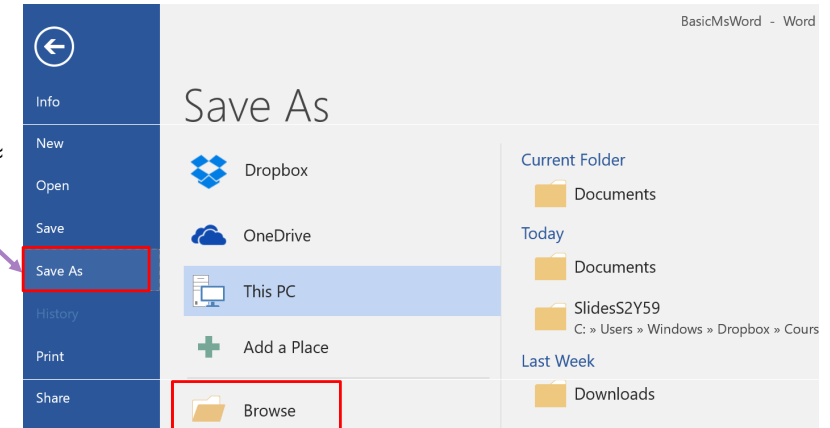 BasicMsWord - Word
Info
New
Open
Save
Save As
History
Print
Share
Save As
Dropbox
OneDrive
This PC
Add a Place
Browse
Current Folder
Documents
Today
Documents
SlidesS2Y59
C: » Users » Windows » Dropbox » Cours
Last Week
Downloads